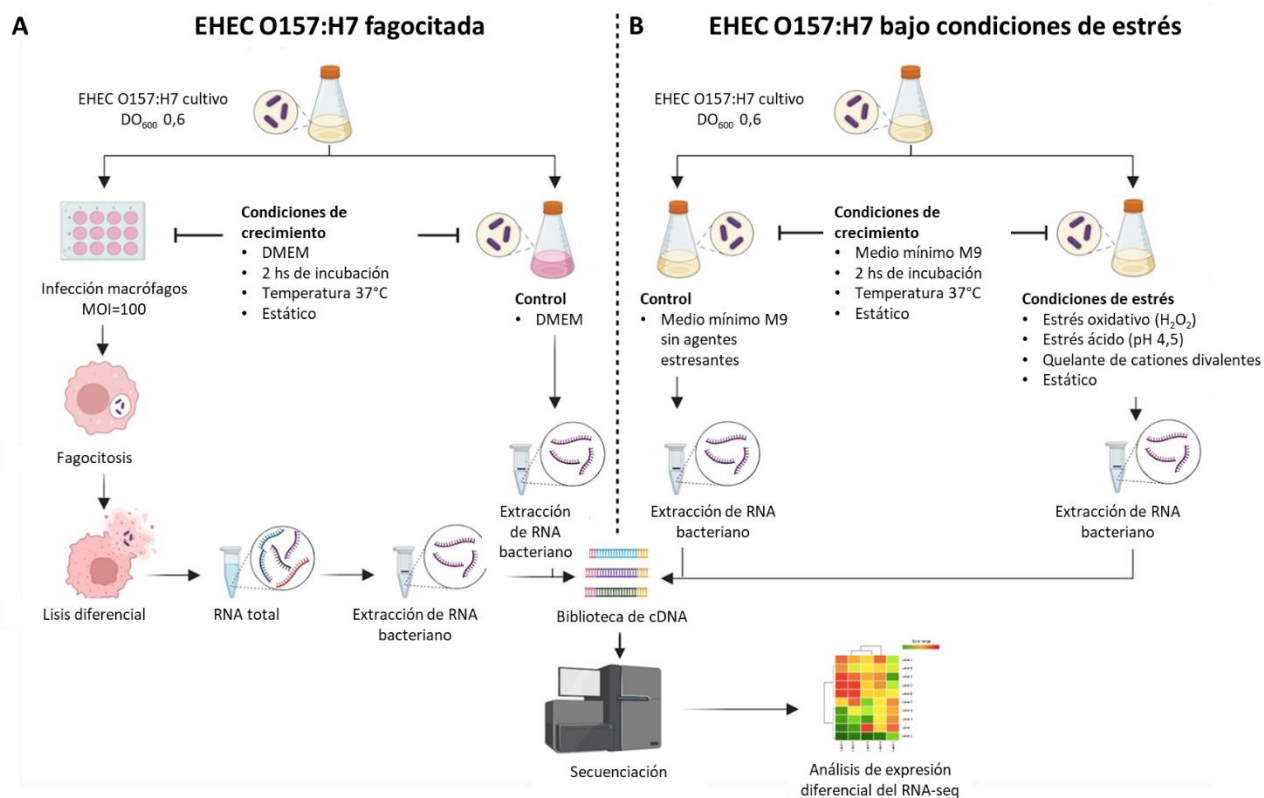 A
EHEC O157:H7 fagocitada
EHEC O157:H7 cultivo
DO600 0,6
Infección macrófagos
MOI=100
Condiciones de
crecimiento
• DMEM
• 2 hs de incubación
• Temperatura 37°C
• Estático
Control
• DMEM
Fagocitosis
Extracción
de RNA
bacteriano
Lisis diferencial
RNA total
Extracción de RNA
bacteriano
B
EHEC O157:H7 bajo condiciones de estrés
EHEC O157:H7 cultivo
DO600 0,6
Control
• Medio mínimo M9
sin agentes
estresantes
Condiciones de
crecimiento
• Medio mínimo M9
• 2 hs de incubación
• Temperatura 37°C
• Estático
Condiciones de estrés
• Estrés oxidativo (H2O2)
• Estrés ácido (pH 4,5)
• Quelante de cationes divalentes
• Estático
Extracción de RNA
bacteriano
Extracción de RNA
bacteriano
Biblioteca de cDNA
Secuenciación
Análisis de expresión
diferencial del RNA-seq